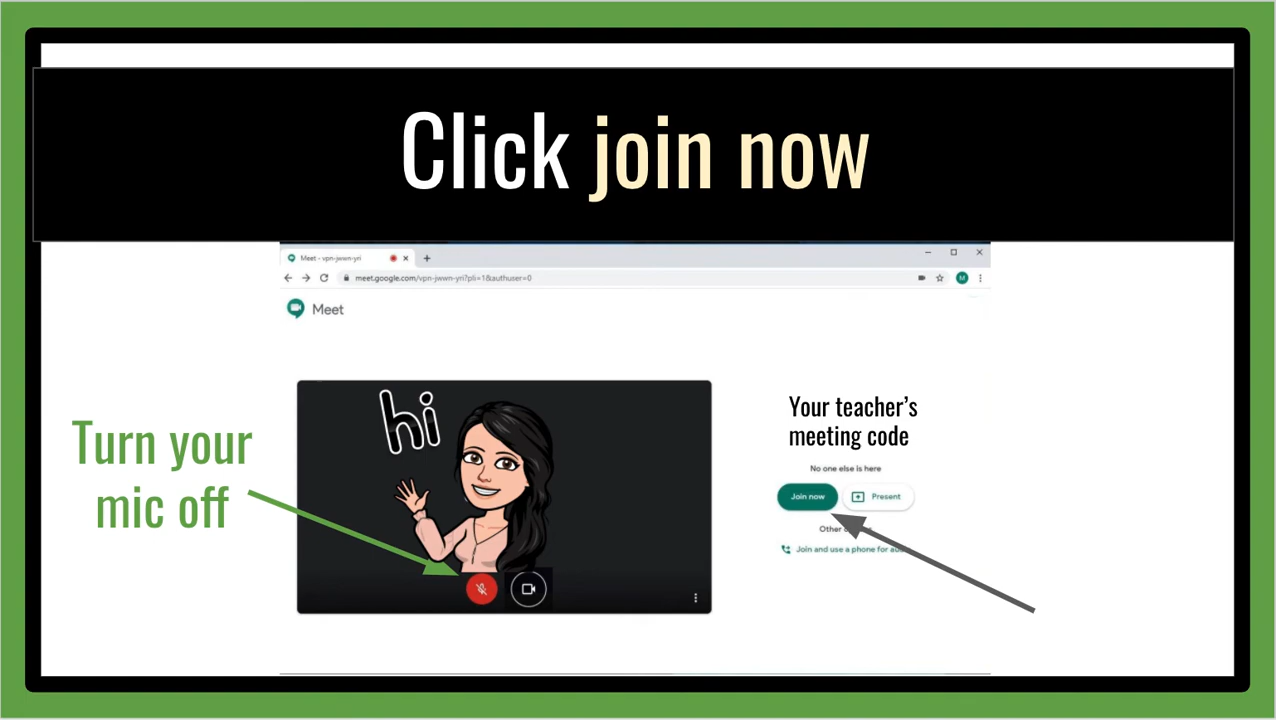 Click join now
Meet - vpn-jwwn-yri
meet.google.com/vpn-jwwn-yri?pli=1&authuser=0
M
Meet
hi
Turn your
mic off
Your teacher's
meeting code
No one else is here
Join now
Present
Other
Join and use a phone for